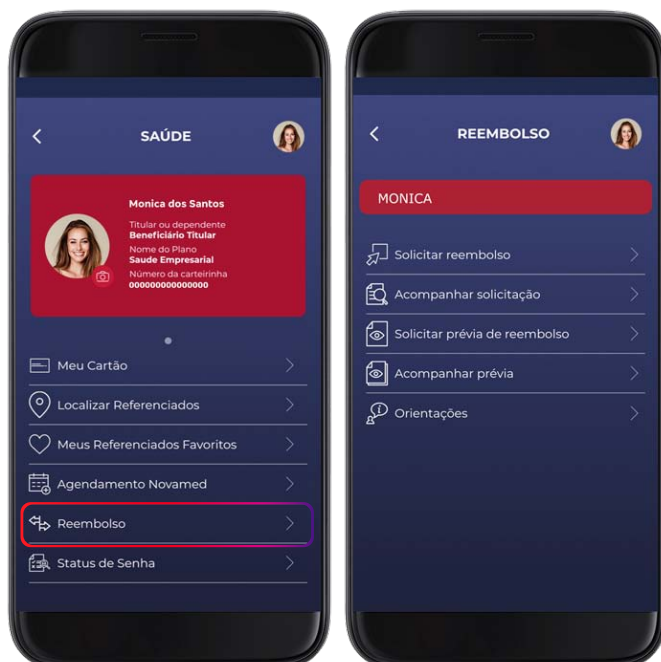 SAÚDE
Monica dos Santos
Titular ou dependente
Beneficiário Titular
Nome do Plano
Saude Empresarial
Número da carteirinha
000000000000000
Meu Cartão
Localizar Referenciados
Meus Referenciados Favoritos
Agendamento Novamed
Reembolso
Status de Senha
REEMBOLSO
MONICA
Solicitar reembolso
Acompanhar solicitação
Solicitar prévia de reembolso
Acompanhar prévia
Orientações